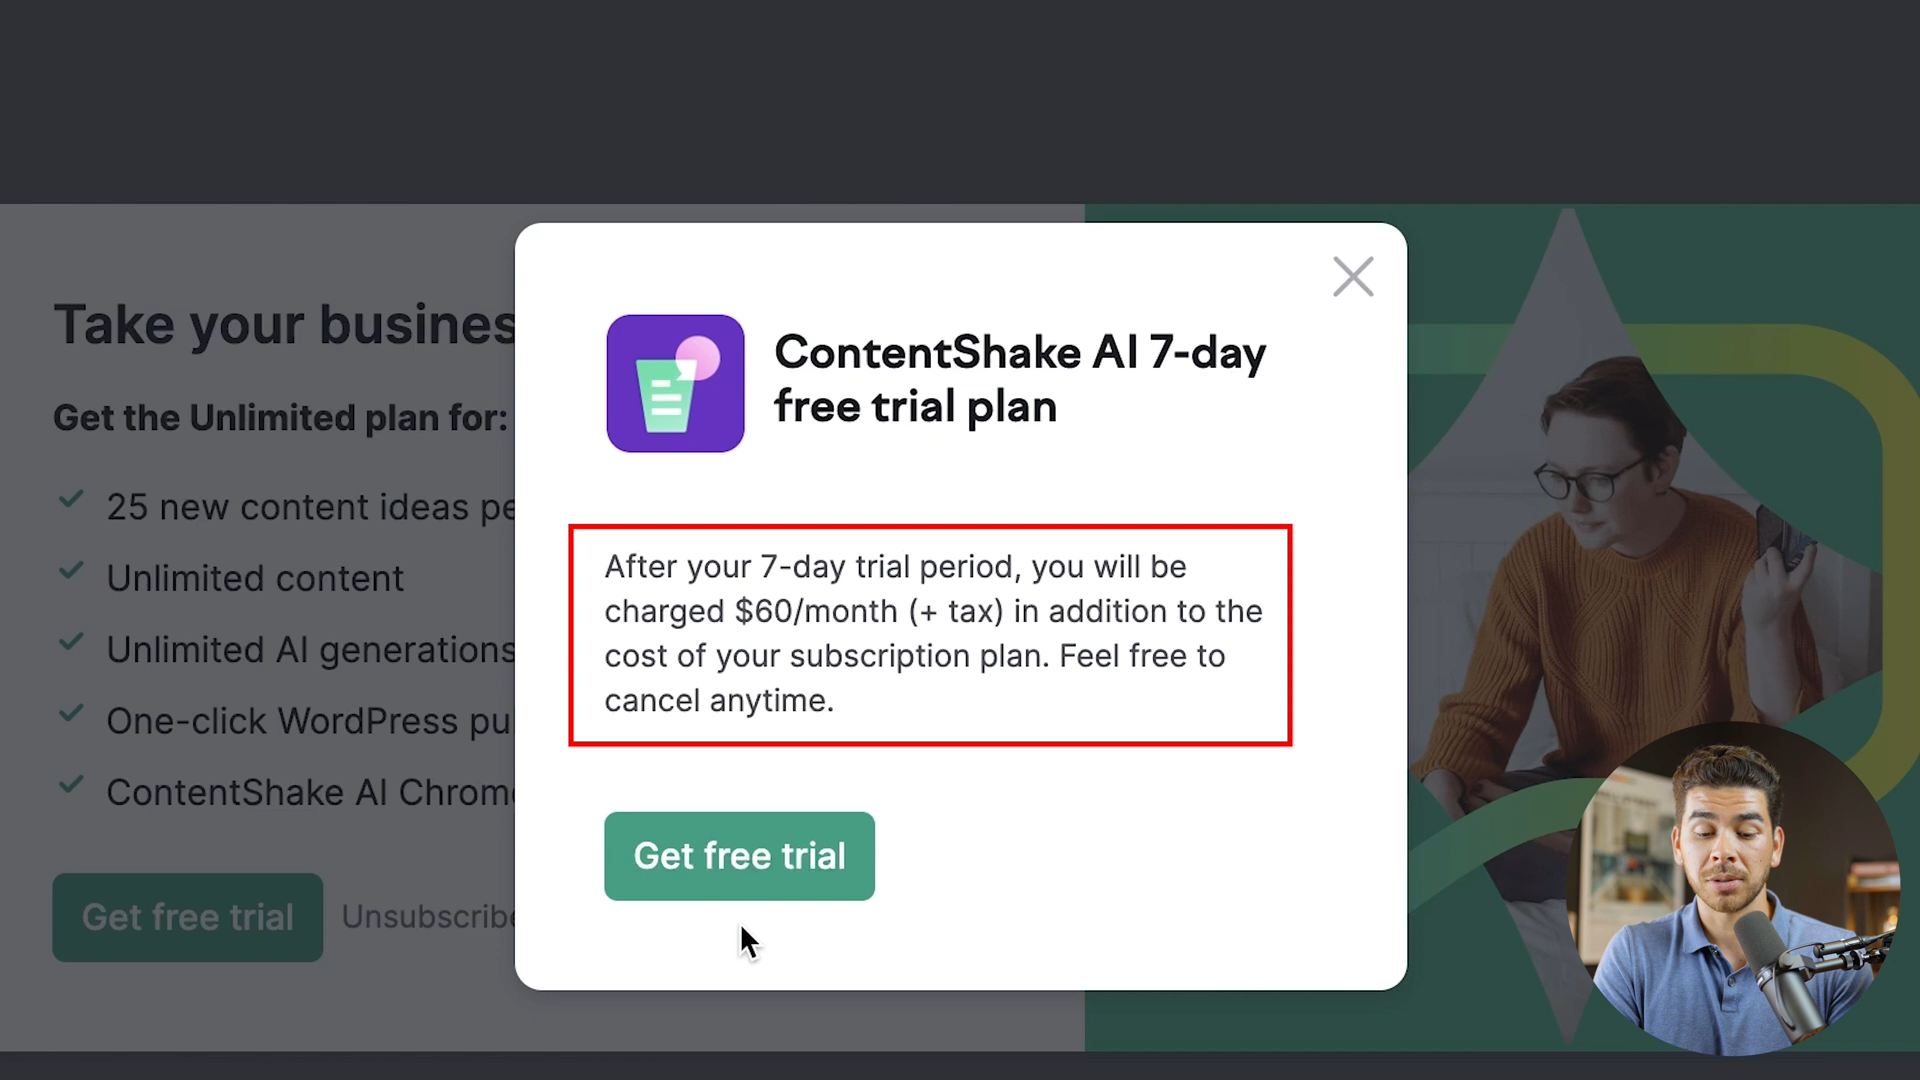 Take your busines
Get the Unlimited plan for:
25 new content ideas pe
Unlimited content
Unlimited AI generations
One-click WordPress pu
ContentShake AI Chrom
Get free trial
Unsubscribe
ContentShake AI 7-day
free trial plan
After your 7-day trial period, you will be
charged $60/month (+ tax) in addition to the
cost of your subscription plan. Feel free to
cancel anytime.
Get free trial